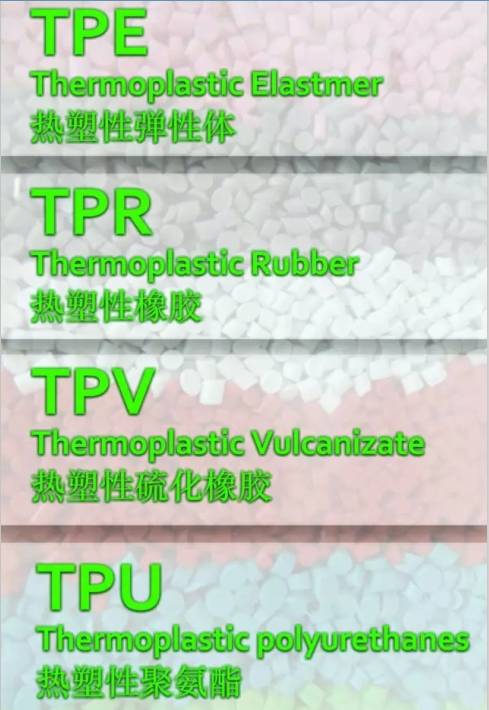 TPE
Thermoplastic Elastmer
热塑性弹性体
TPR
Thermoplastic Rubber
热塑性橡胶
TPV
Thermoplastic Vulcanizate
热塑性硫化橡胶
TPU
Thermoplastic polyurethanes
热塑性聚氨酯